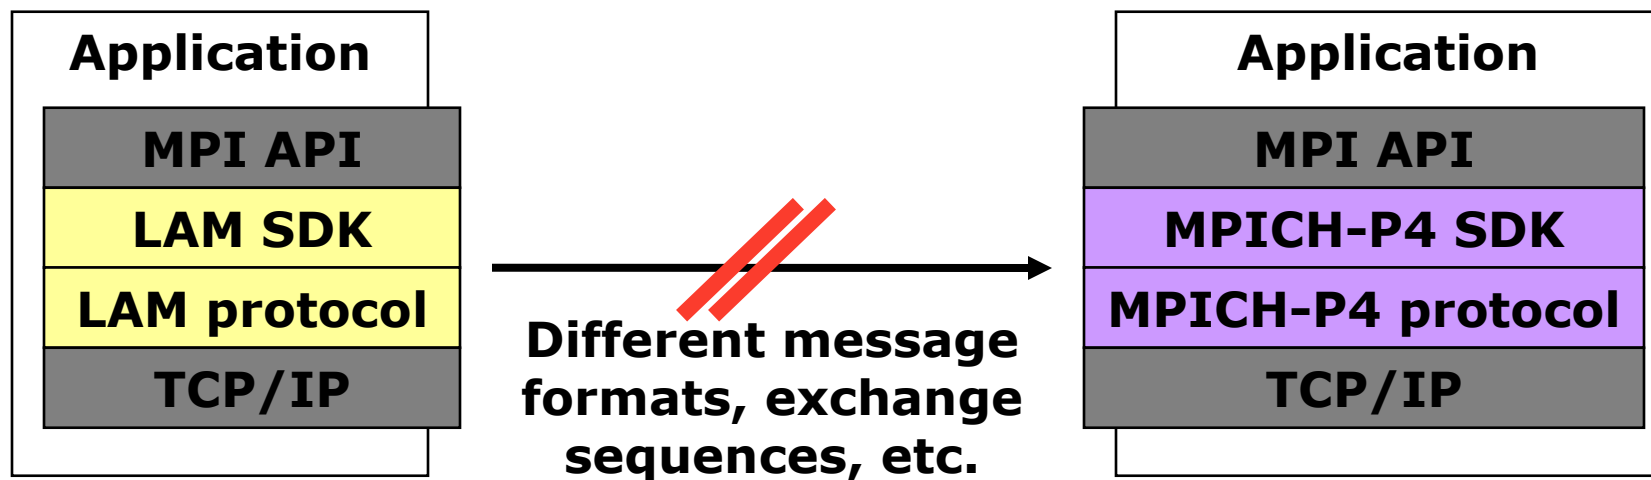 Application
MPI API
LAM SDK
LAM protocol
TCP/IP
Different message
formats, exchange
sequences, etc.
Application
MPI API
MPICH-P4 SDK
MPICH-P4 protocol
TCP/IP